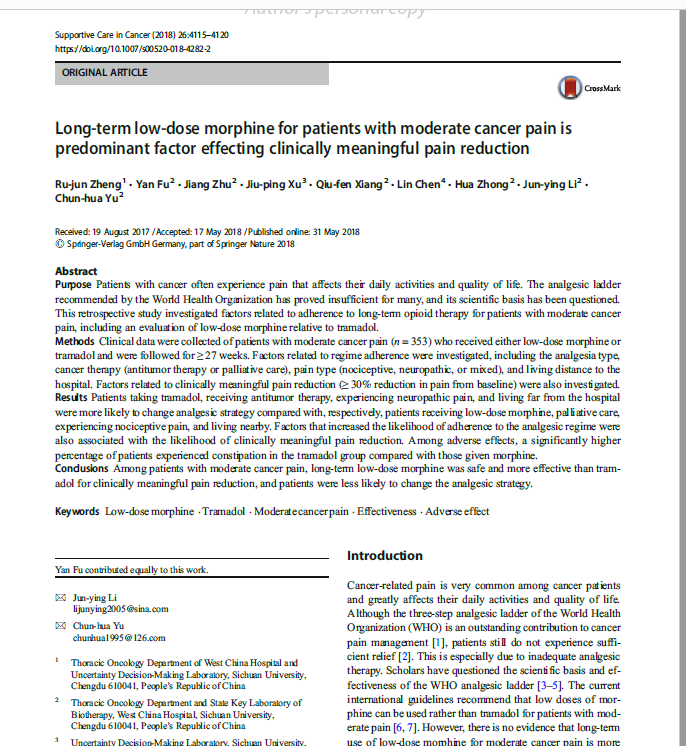 Author's personal copy
Supportive Care in Cancer (2018) 26:4115–4120
https://doi.org/10.1007/s00520-018-4282-2
ORIGINAL ARTICLE
CrossMark
Long-term low-dose morphine for patients with moderate cancer pain is
predominant factor effecting clinically meaningful pain reduction
Ru-jun Zheng1 · Yan Fu2 · Jiang Zhu2 · Jiu-ping Xu3 · Qiu-fen Xiang2 · Lin Chen4 · Hua Zhong2 · Jun-ying Li2 ·
Chun-hua Yu2
Received: 19 August 2017 / Accepted: 17 May 2018 / Published online: 31 May 2018
© Springer-Verlag GmbH Germany, part of Springer Nature 2018
Abstract
Purpose Patients with cancer often experience pain that affects their daily activities and quality of life. The analgesic ladder
recommended by the World Health Organization has proved insufficient for many, and its scientific basis has been questioned.
This retrospective study investigated factors related to adherence to long-term opioid therapy for patients with moderate cancer
pain, including an evaluation of low-dose morphine relative to tramadol.
Methods Clinical data were collected of patients with moderate cancer pain (n = 353) who received either low-dose morphine or
tramadol and were followed for ≥ 27 weeks. Factors related to regime adherence were investigated, including the analgesia type,
cancer therapy (antitumor therapy or palliative care), pain type (nociceptive, neuropathic, or mixed), and living distance to the
hospital. Factors related to clinically meaningful pain reduction (≥ 30% reduction in pain from baseline) were also investigated.
Results Patients taking tramadol, receiving antitumor therapy, experiencing neuropathic pain, and living far from the hospital
were more likely to change analgesic strategy compared with, respectively, patients receiving low-dose morphine, palliative care,
experiencing nociceptive pain, and living nearby. Factors that increased the likelihood of adherence to the analgesic regime were
also associated with the likelihood of clinically meaningful pain reduction. Among adverse effects, a significantly higher
percentage of patients experienced constipation in the tramadol group compared with those given morphine.
Conclusions Among patients with moderate cancer pain, long-term low-dose morphine was safe and more effective than tram-
adol for clinically meaningful pain reduction, and patients were less likely to change the analgesic strategy.
Keywords Low-dose morphine · Tramadol · Moderate cancer pain · Effectiveness · Adverse effect
Yan Fu contributed equally to this work.
Jun-ying Li
lijunying2005@sina.com
Chun-hua Yu
chunhua1995@126.com
1 Thoracic Oncology Department of West China Hospital and
Uncertainty Decision-Making Laboratory, Sichuan University,
Chengdu 610041, People's Republic of China
2 Thoracic Oncology Department and State Key Laboratory of
Biotherapy, West China Hospital, Sichuan University,
Chengdu 610041, People's Republic of China
3 Uncertainty Decision-Making Laboratory, Sichuan University,
Introduction
Cancer-related pain is very common among cancer patients
and greatly affects their daily activities and quality of life.
Although the three-step analgesic ladder of the World Health
Organization (WHO) is an outstanding contribution to cancer
pain management [1], patients still do not experience suffi-
cient relief [2]. This is especially due to inadequate analgesic
therapy. Scholars have questioned the scientific basis and ef-
fectiveness of the WHO analgesic ladder [3–5]. The current
international guidelines recommend that low doses of mor-
phine can be used rather than tramadol for patients with mod-
erate pain [6, 7]. However, there is no evidence that long-term
use of low-dose morphine for moderate cancer pain is more